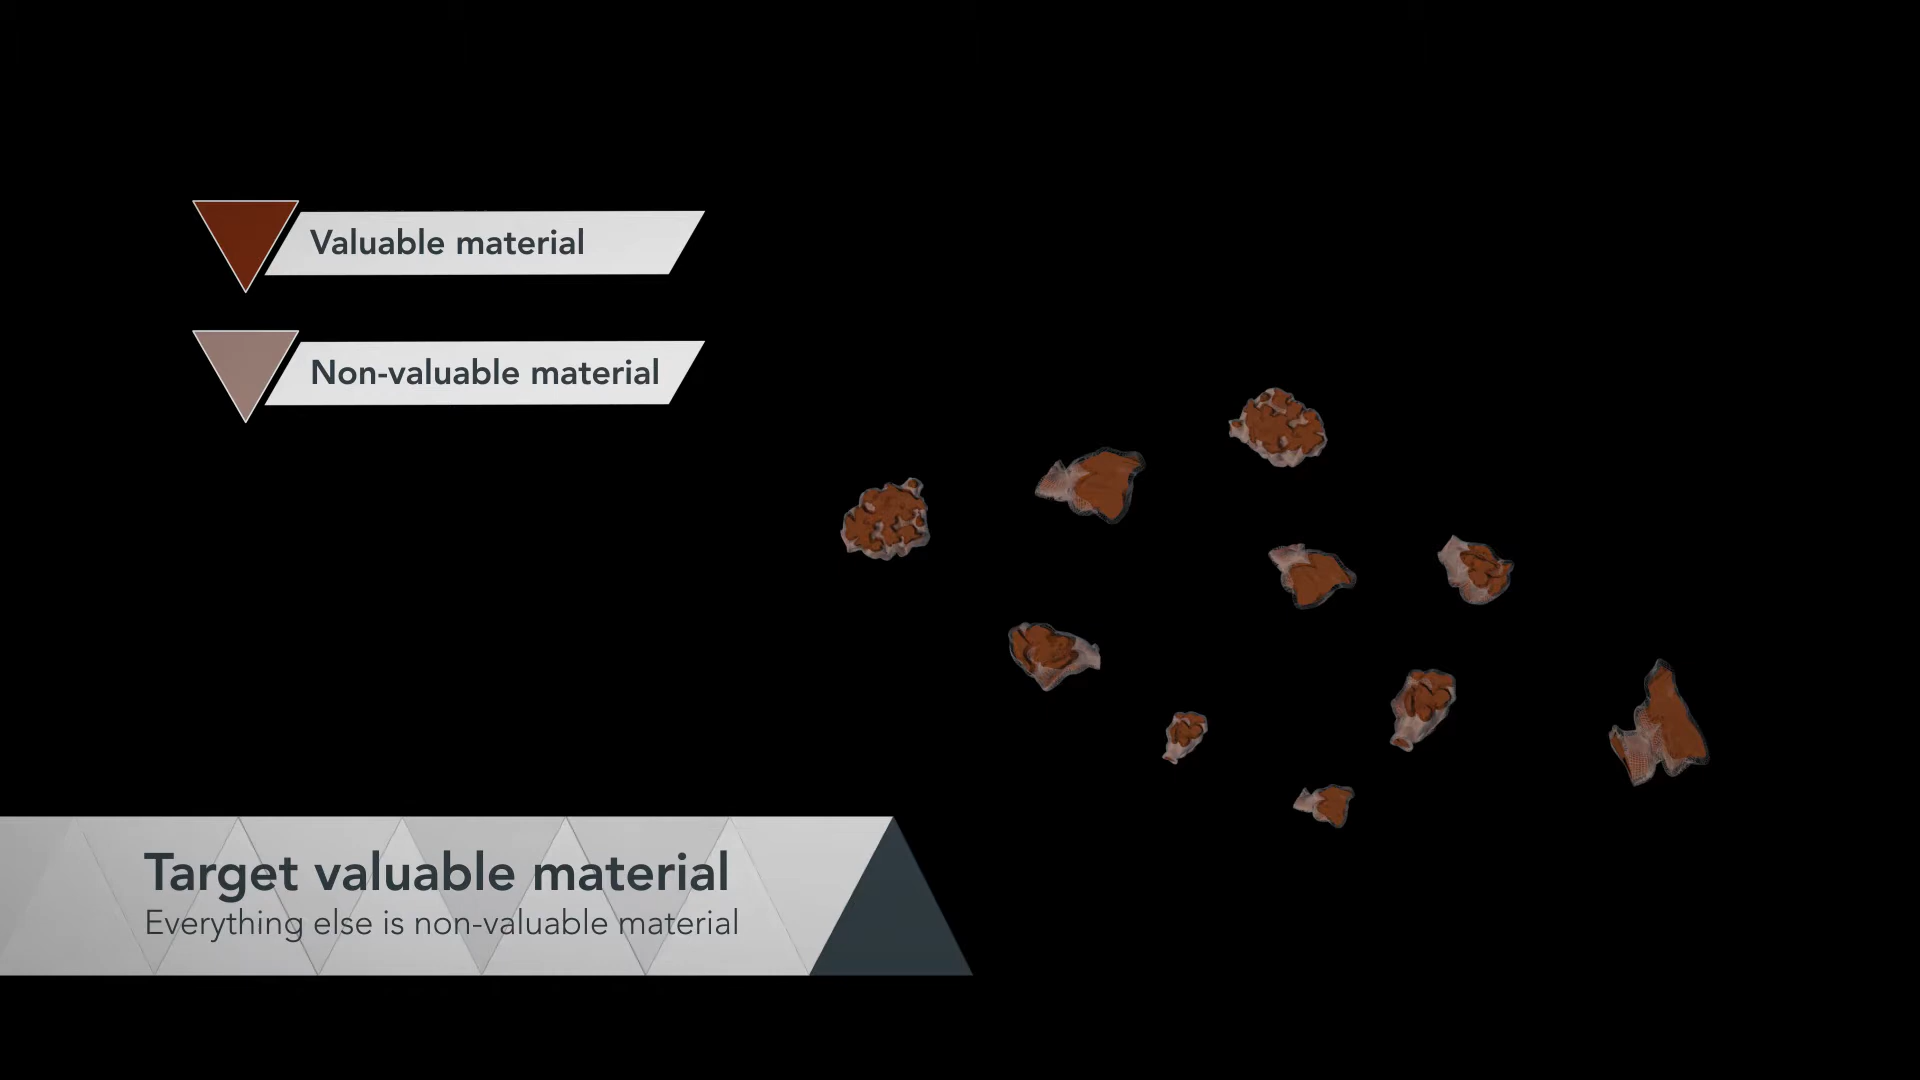 Valuable material
Non-valuable material
Target valuable material
Everything else is non-valuable material